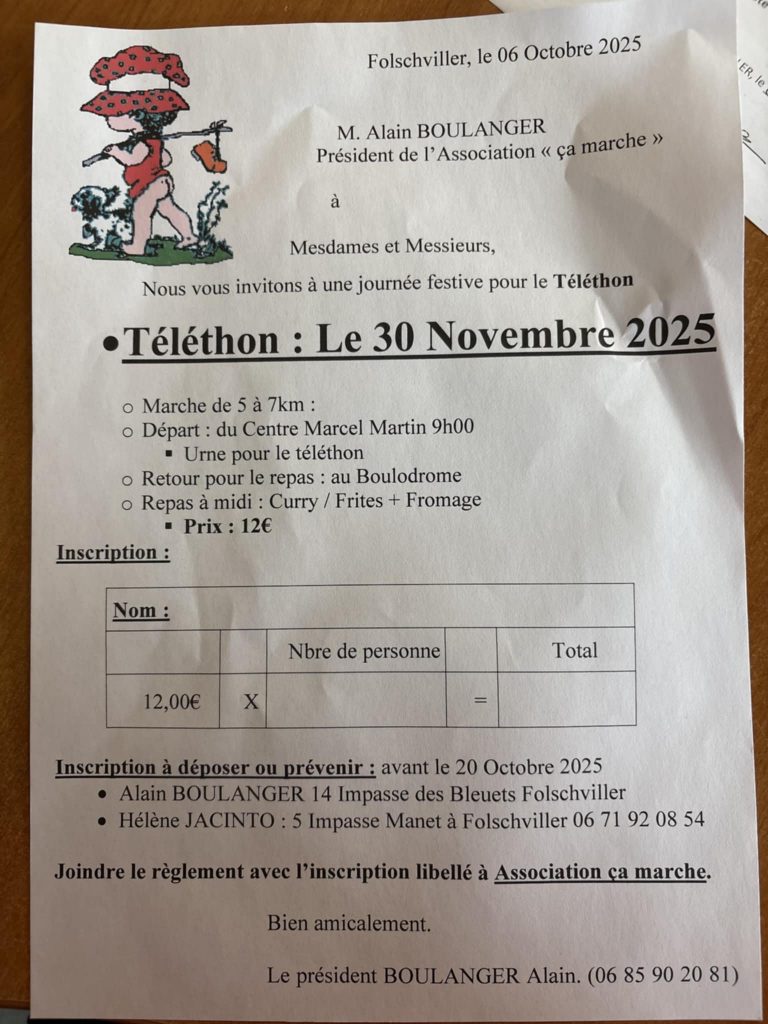 Folschviller, le 06 Octobre 2025
M. Alain BOULANGER
Président de l'Association « ça marche »
à
Mesdames et Messieurs,
Nous vous invitons à une journée festive pour le Téléthon
•Téléthon : Le 30 Novembre 2025
o Marche de 5 à 7km :
o Départ : du Centre Marcel Martin 9h00
▪ Urne pour le téléthon
o Retour pour le repas : au Boulodrome
o Repas à midi : Curry / Frites + Fromage
▪ Prix : 12€
Inscription :
Nom :
Nbre de personne Total
12,00€ X =
Inscription à déposer ou prévenir : avant le 20 Octobre 2025
• Alain BOULANGER 14 Impasse des Bleuets Folschviller
• Hélène JACINTO : 5 Impasse Manet à Folschviller 06 71 92 08 54
Joindre le règlement avec l'inscription libellé à Association ça marche.
Bien amicalement.
Le président BOULANGER Alain. (06 85 90 20 81)